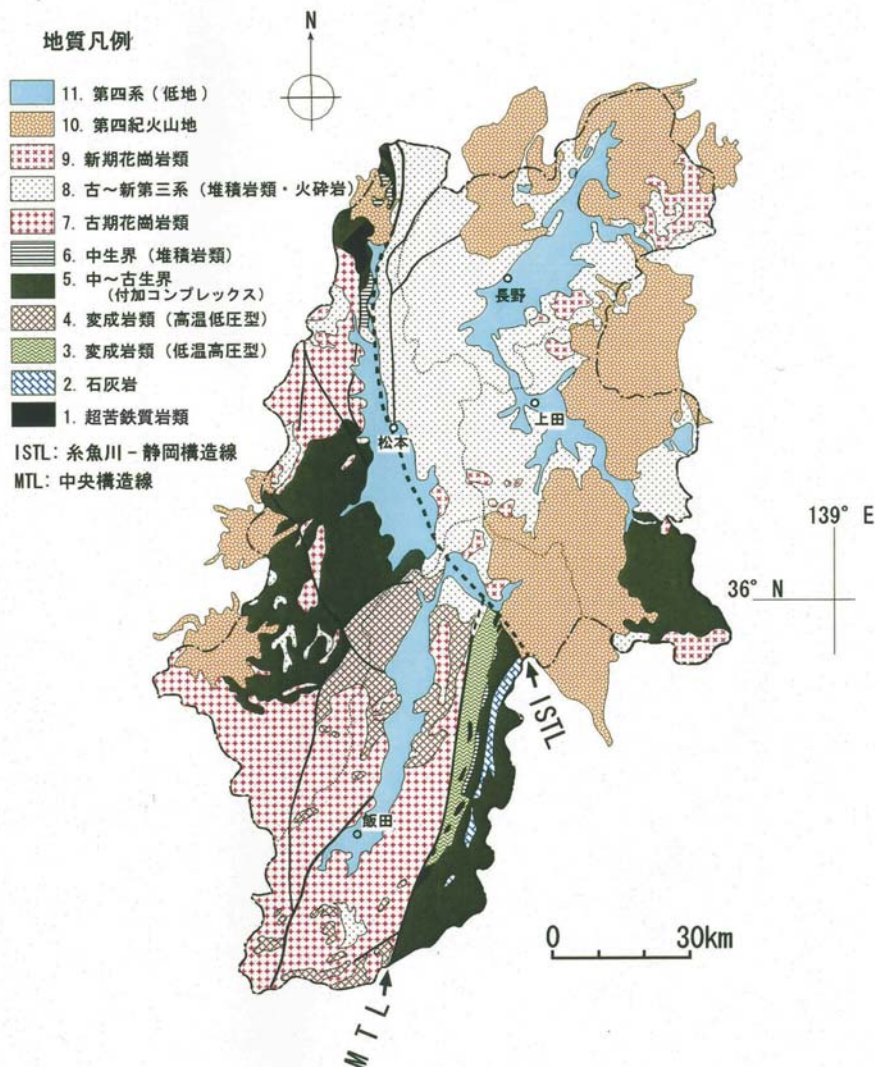 地質凡例
11. 第四系（低地）
10. 第四紀火山地
9. 新期花崗岩類
8. 古～新第三系（堆積岩類・火砕岩）
7. 古期花崗岩類
6. 中生界（堆積岩類）
5. 中～古生界
（付加コンプレックス）
4. 変成岩類（高温低圧型）
3. 変成岩類（低温高圧型）
2. 石灰岩
1. 超苦鉄質岩類
ISTL: 糸魚川－静岡構造線
MTL: 中央構造線
N
長野
上田
松本
139° E
36° N
ISTL
飯田
0 30km
MTL